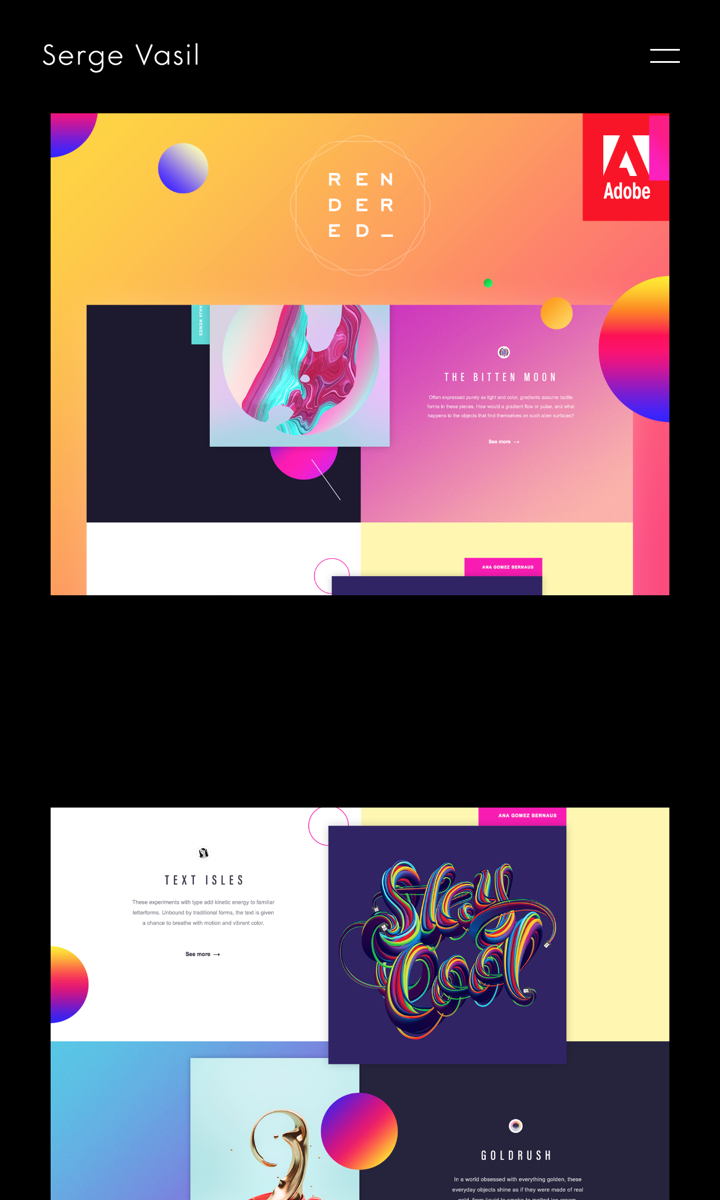 Serge Vasil
REN
DER
ED_
Adobe
THE BITTEN MOON
Often expressed purely as light and color, gradients assume tactile
forms in these pieces. How would a gradient flow or pulse, and what
happens to the objects that find themselves on such alien surfaces?
See more →
ANA GOMEZ BERNAUS
ANA GOMEZ BERNAUS
TEXT ISLES
These experiments with type add kinetic energy to familiar
letterforms. Unbound by traditional forms, the text is given
a chance to breathe with motion and vibrant color.
See more →
Stay
Cool
GOLDRUSH
In a world obsessed with everything golden, these
everyday objects shine as if they were made of real